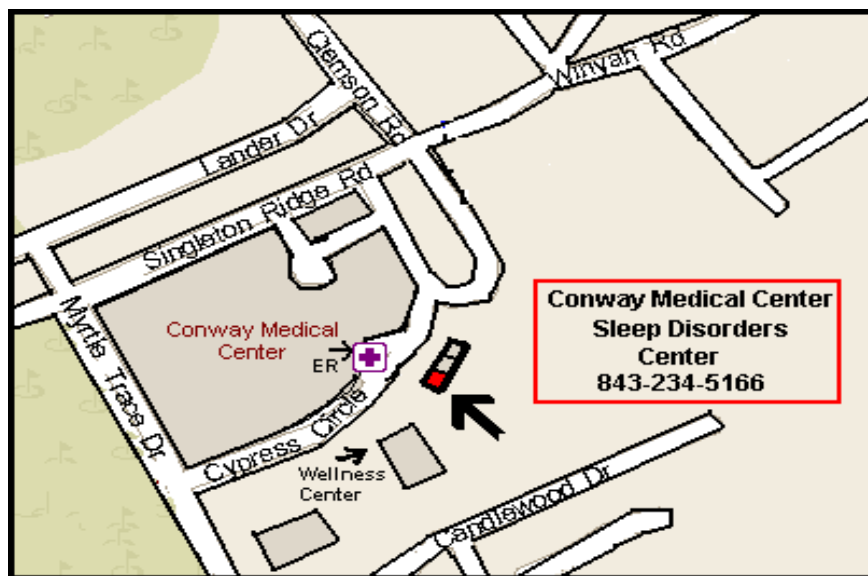 Clemson Rd
Winyah Rd
Lander Dr
Singleton Ridge Rd
Myrtle Trace Dr
Conway Medical
Center
ER
Cypress Circle
Wellness
Center
Candlewood Dr
Conway Medical Center
Sleep Disorders
Center
843-234-5166